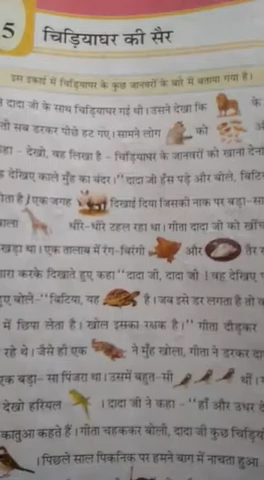 5 चिड़ियाघर की सैर
इस इकाई में चिड़ियाघर के कुछ जानवरों के बारे में बताया गया है।
दादा जी के साथ चिड़ियाघर गई थी। उसने देखा कि के
तो सब डरकर पीछे हट गए। सामने लोग को
देखो, यह लिखा है - चिड़ियाघर के जानवरों को खाना देना
देखिए काले मुँह का बंदर।" दादा जी हँस पड़े और बोले,
है। एक जगह दिखाई दिया जिसकी नाक पर बड़ा-सा
धीरे-धीरे टहल रहा था। गीता दादा जी को
खड़ा था। एक तालाब में रंग-बिरंगी और तैर
करके दिखाते हुए कहा "दादा जी, दादा जी। वह देखिए
बोले-"बिटिया, यह है। जब इसे डर लगता है तो
में छिपा लेता है। खोल इसका रक्षक है।" गीता दौड़कर
रहे थे। जैसे ही एक ने मुँह खोला, गीता ने डरकर
एक बड़ा-सा पिंजरा था। उसमें बहुत-सी
देखो हरियल । दादा जी ने कहा - "हाँ और उधर
काकातुआ कहते हैं। गीता चहककर बोली, दादा जी कुछ
। पिछले साल पिकनिक पर हमने बाग में नाचता हुआ